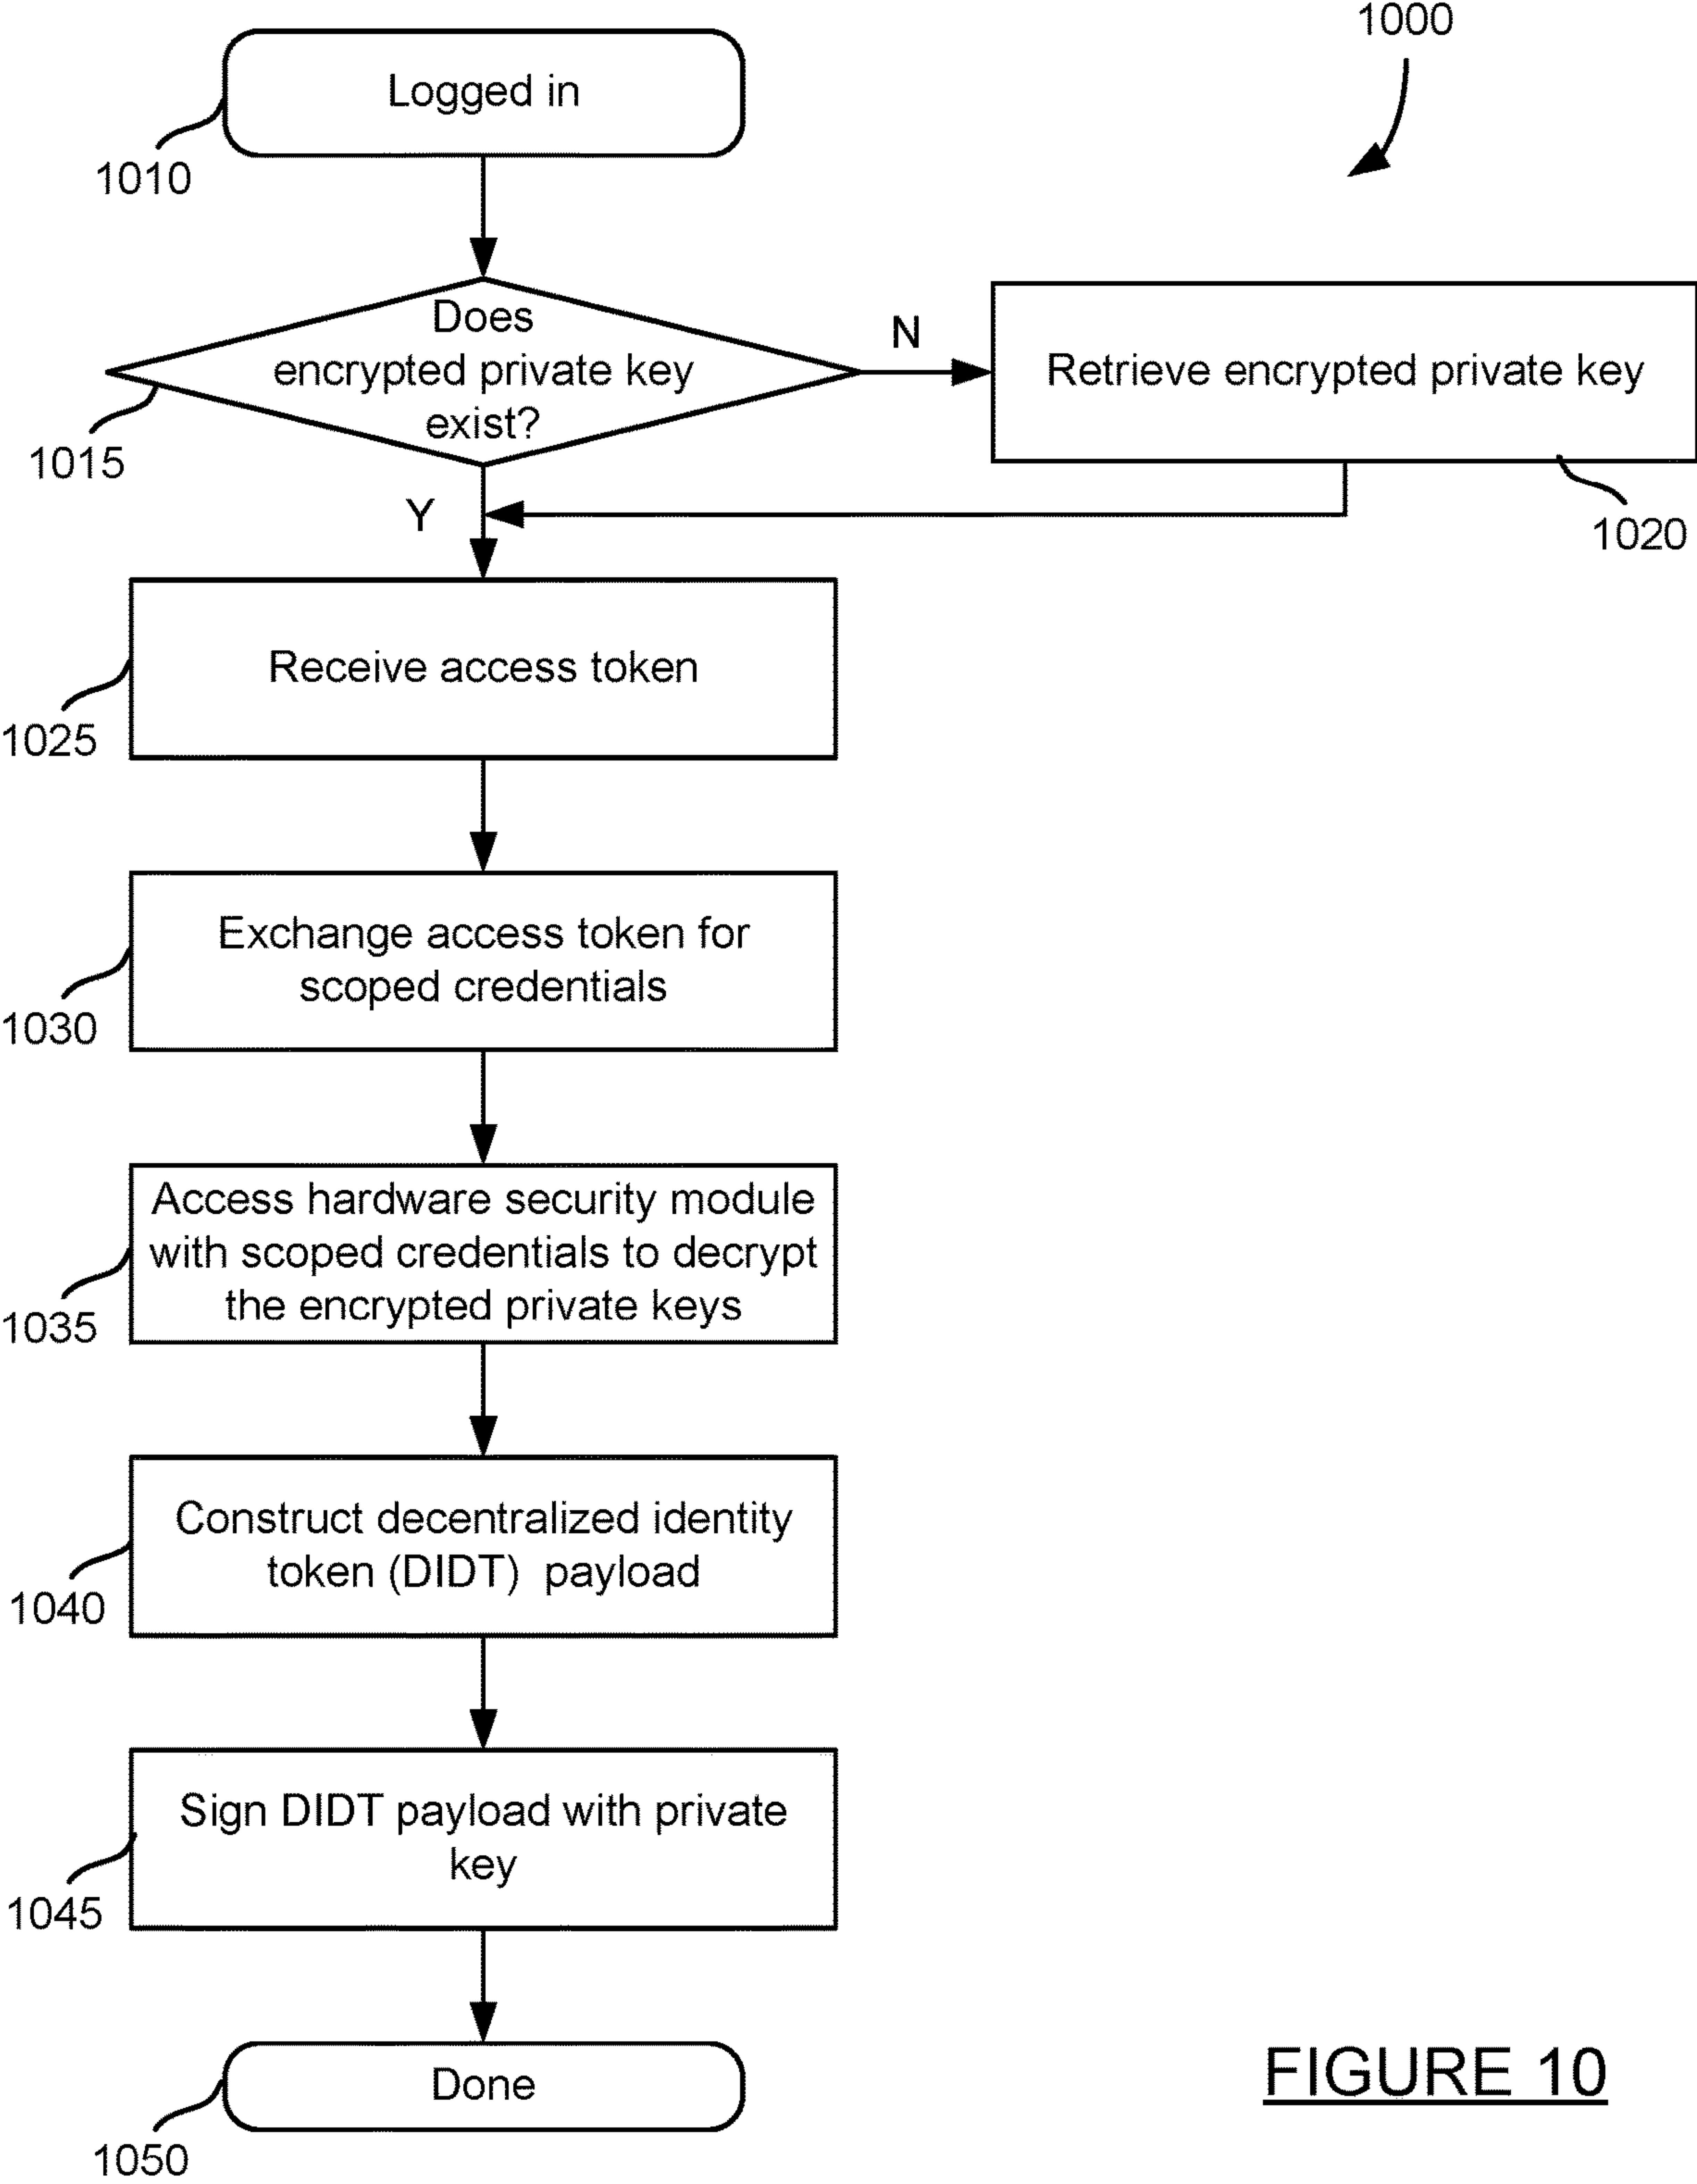 1000
Logged in
1010
Does
encrypted private key
exist?
1015
N
Retrieve encrypted private key
1020
Y
Receive access token
1025
Exchange access token for
scoped credentials
1030
Access hardware security module
with scoped credentials to decrypt
the encrypted private keys
1035
Construct decentralized identity
token (DIDT) payload
1040
Sign DIDT payload with private
key
1045
Done
1050
FIGURE 10